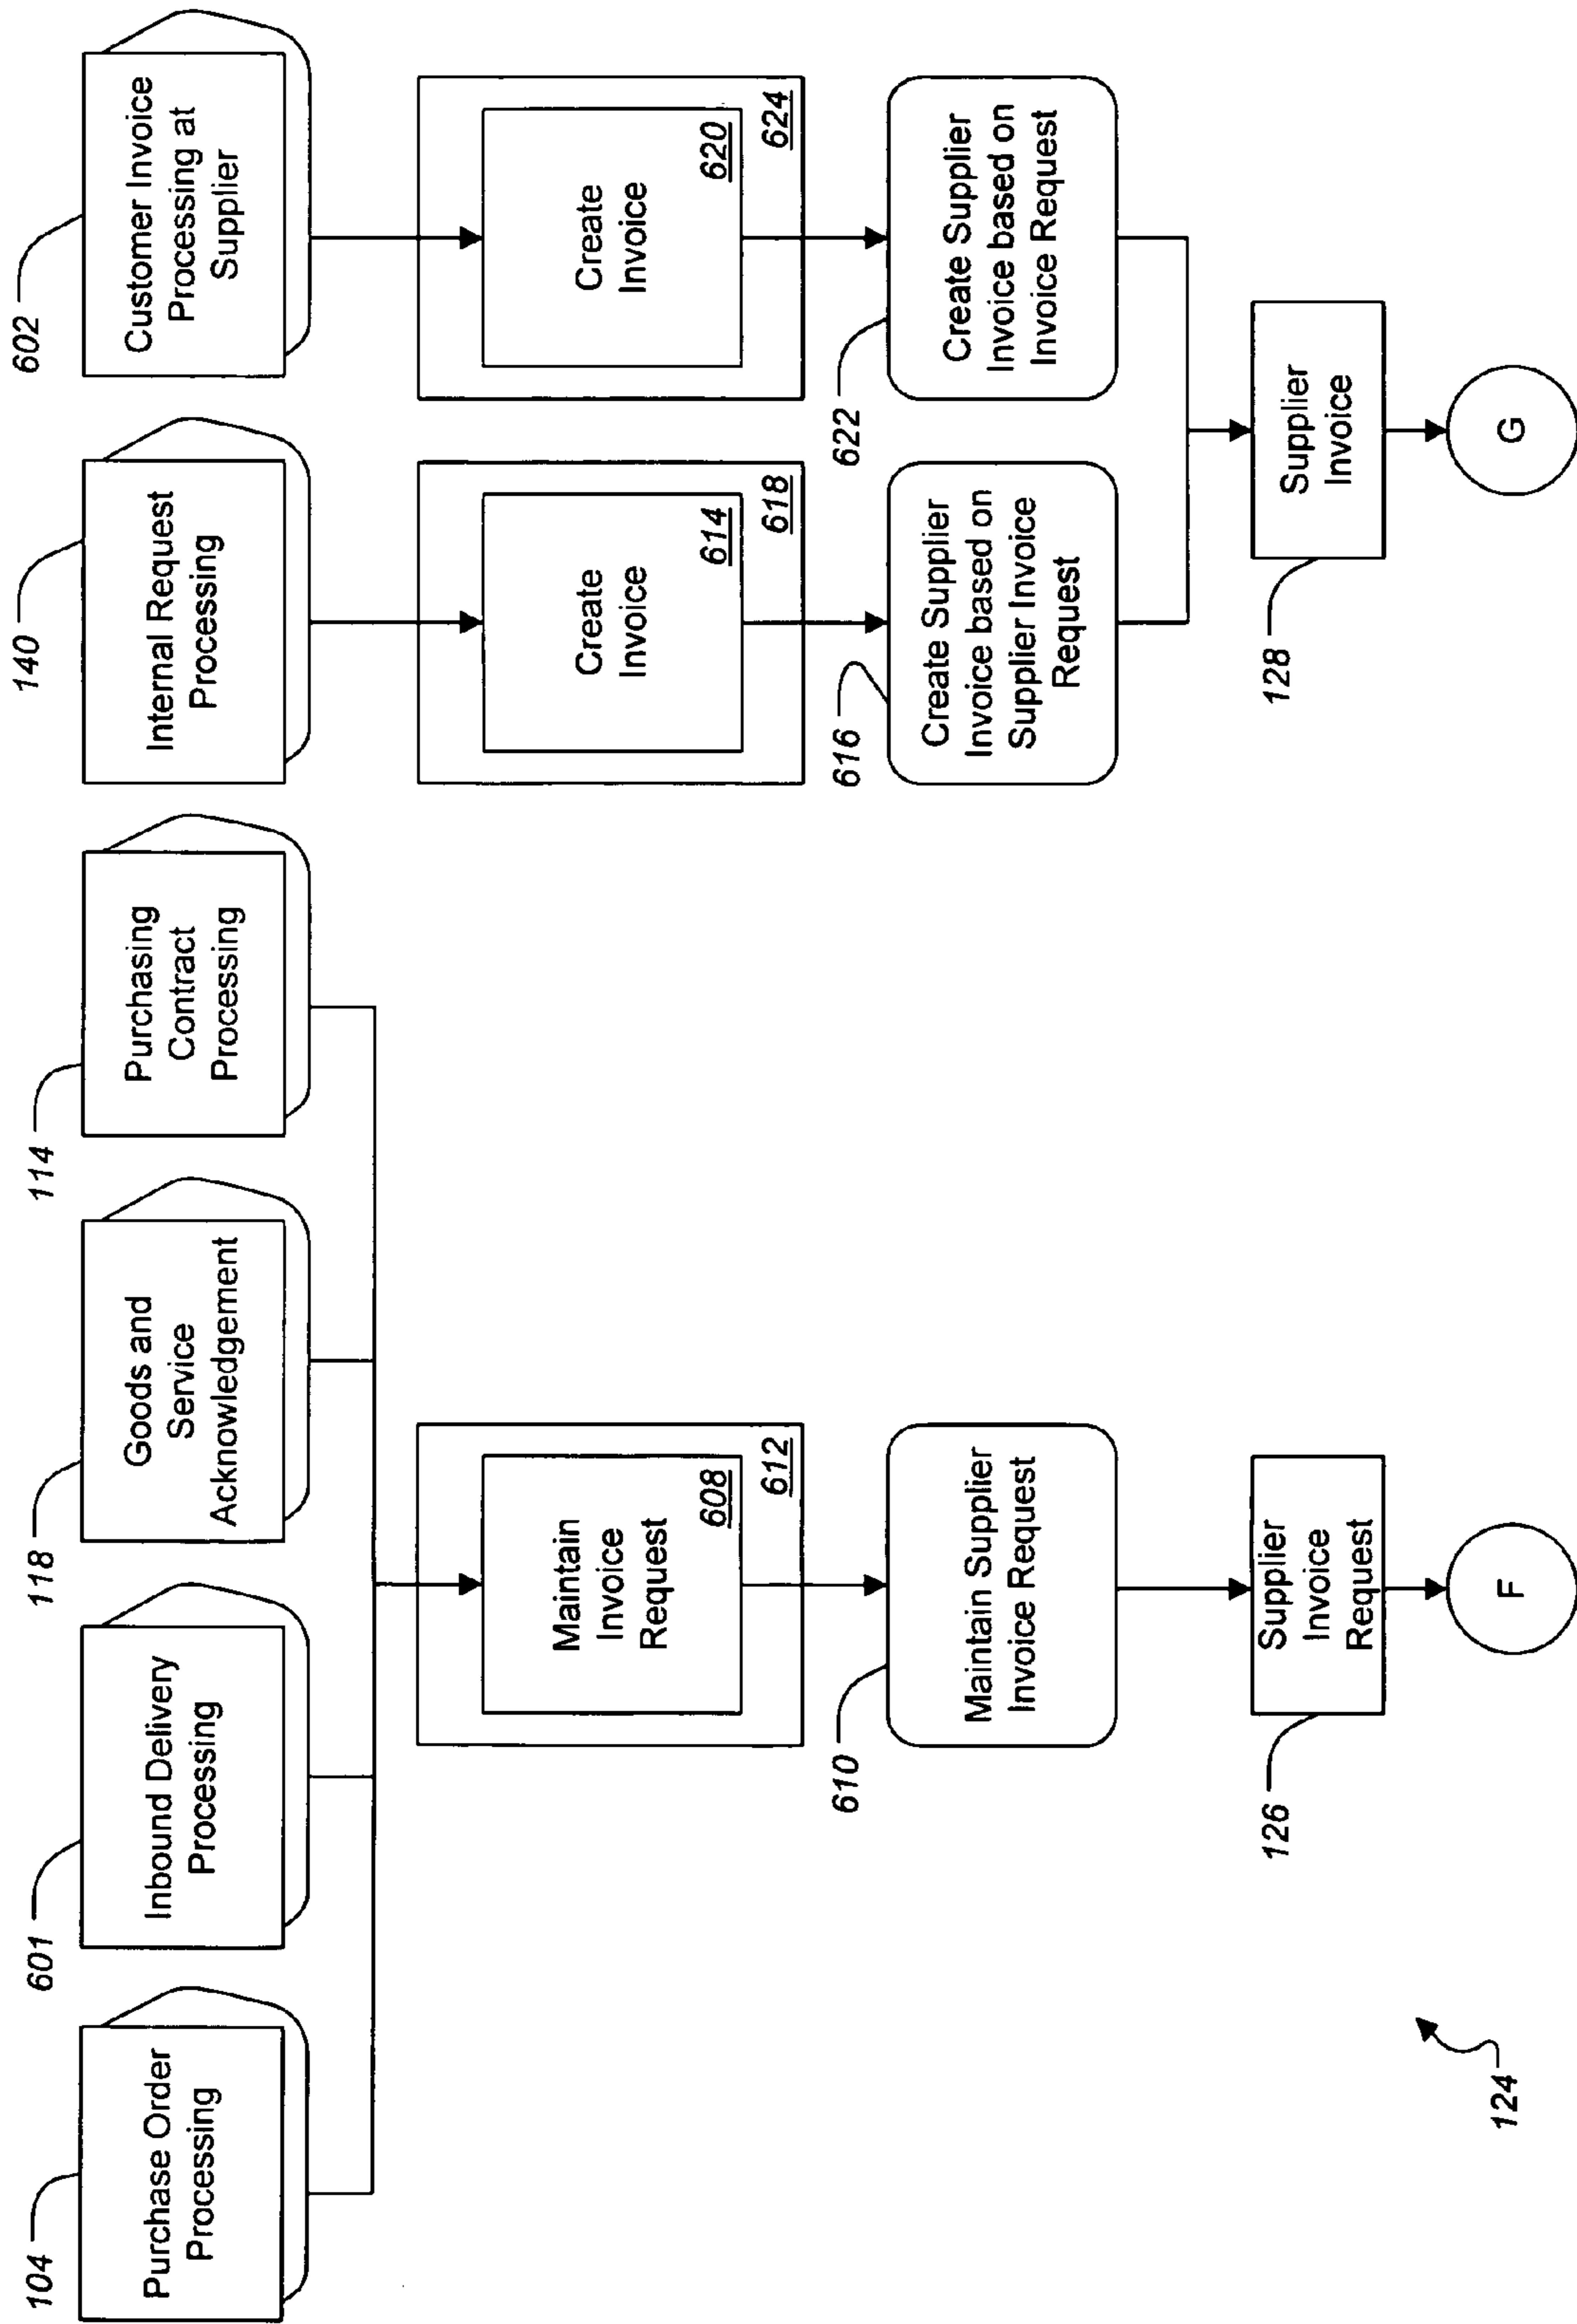 104
Purchase Order
Processing
601
Inbound Delivery
Processing
118
Goods and
Service
Acknowledgement
114
Purchasing
Contract
Processing
140
Internal Request
Processing
602
Customer Invoice
Processing at
Supplier
Maintain
Invoice
Request
608
612
Create
Invoice
614
618
Create
Invoice
620
624
610
Maintain Supplier
Invoice Request
616
Create Supplier
Invoice based on
Supplier Invoice
Request
622
Create Supplier
Invoice based on
Invoice Request
126
Supplier
Invoice
Request
128
Supplier
Invoice
F
G
124